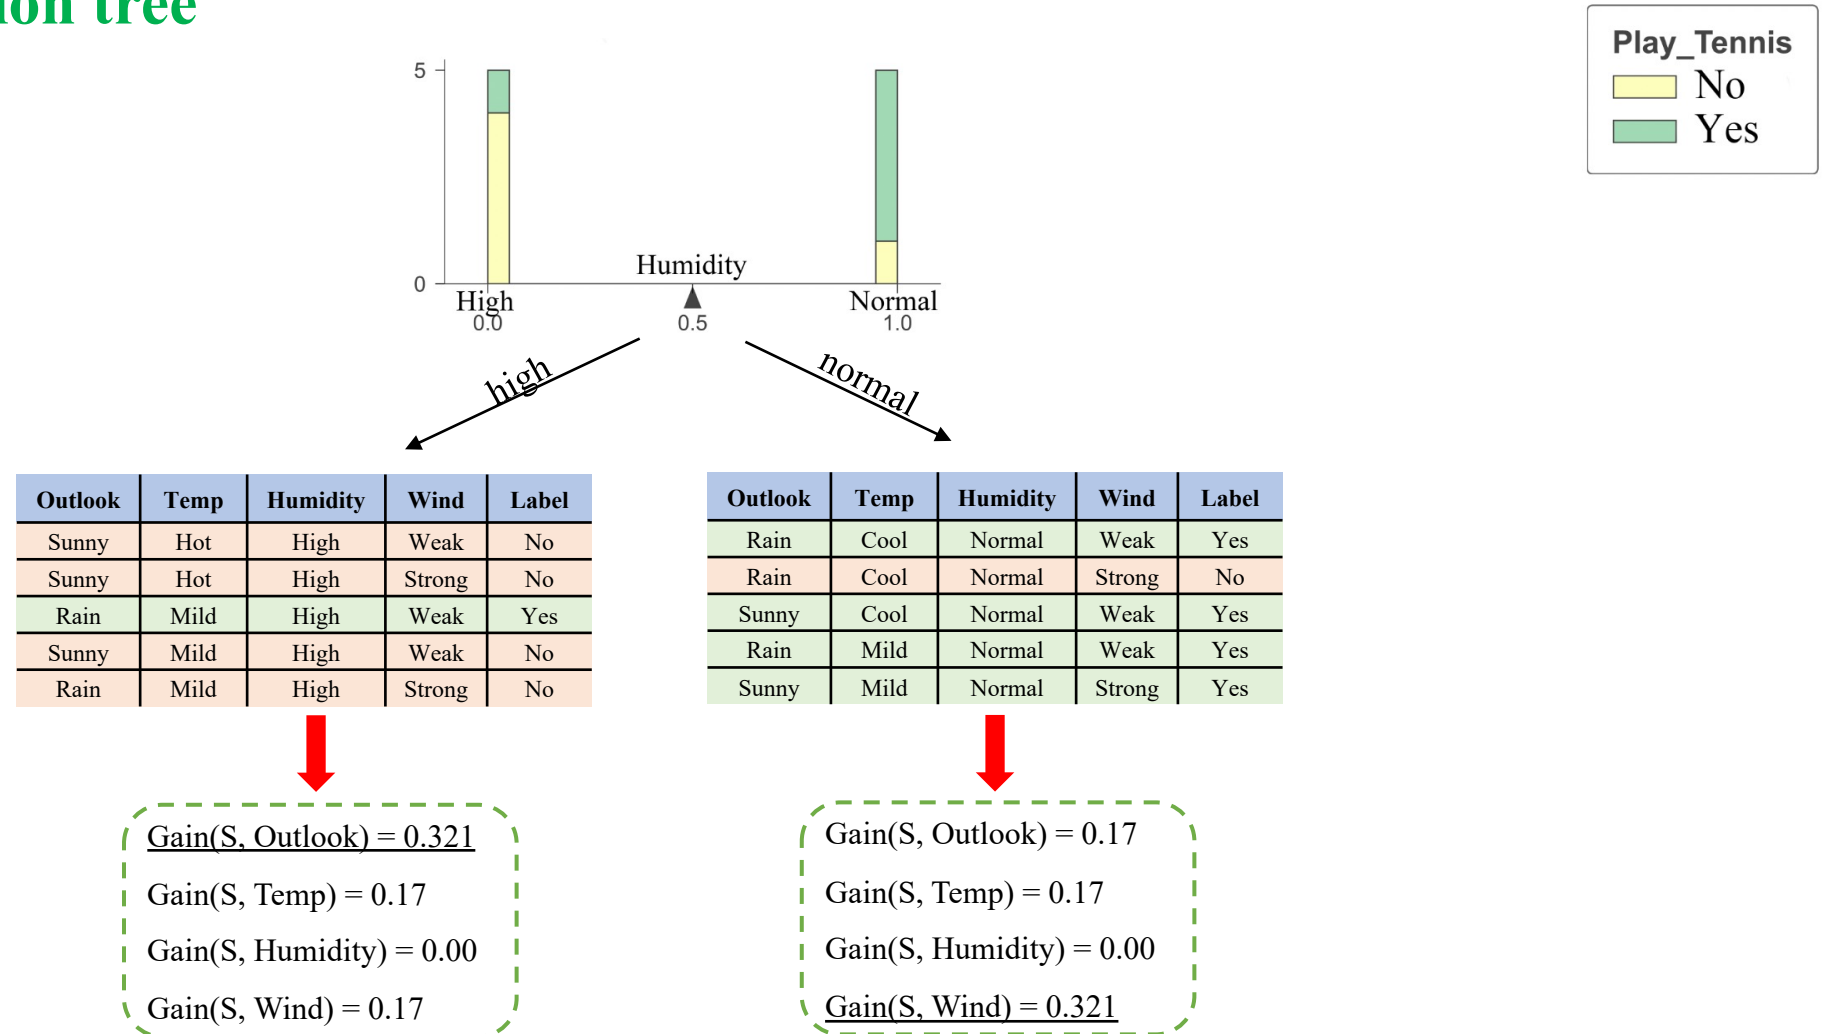 ion tree
Play_Tennis
No
Yes
5
0
Humidity
High
Normal
0.0
0.5
1.0
high
normal
Outlook Temp Humidity Wind Label
Sunny Hot High Weak No
Sunny Hot High Strong No
Rain Mild High Weak Yes
Sunny Mild High Weak No
Rain Mild High Strong No
Outlook Temp Humidity Wind Label
Rain Cool Normal Weak Yes
Rain Cool Normal Strong No
Sunny Cool Normal Weak Yes
Rain Mild Normal Weak Yes
Sunny Mild Normal Strong Yes
Gain(S, Outlook) = 0.321
Gain(S, Temp) = 0.17
Gain(S, Humidity) = 0.00
Gain(S, Wind) = 0.17
Gain(S, Outlook) = 0.17
Gain(S, Temp) = 0.17
Gain(S, Humidity) = 0.00
Gain(S, Wind) = 0.321